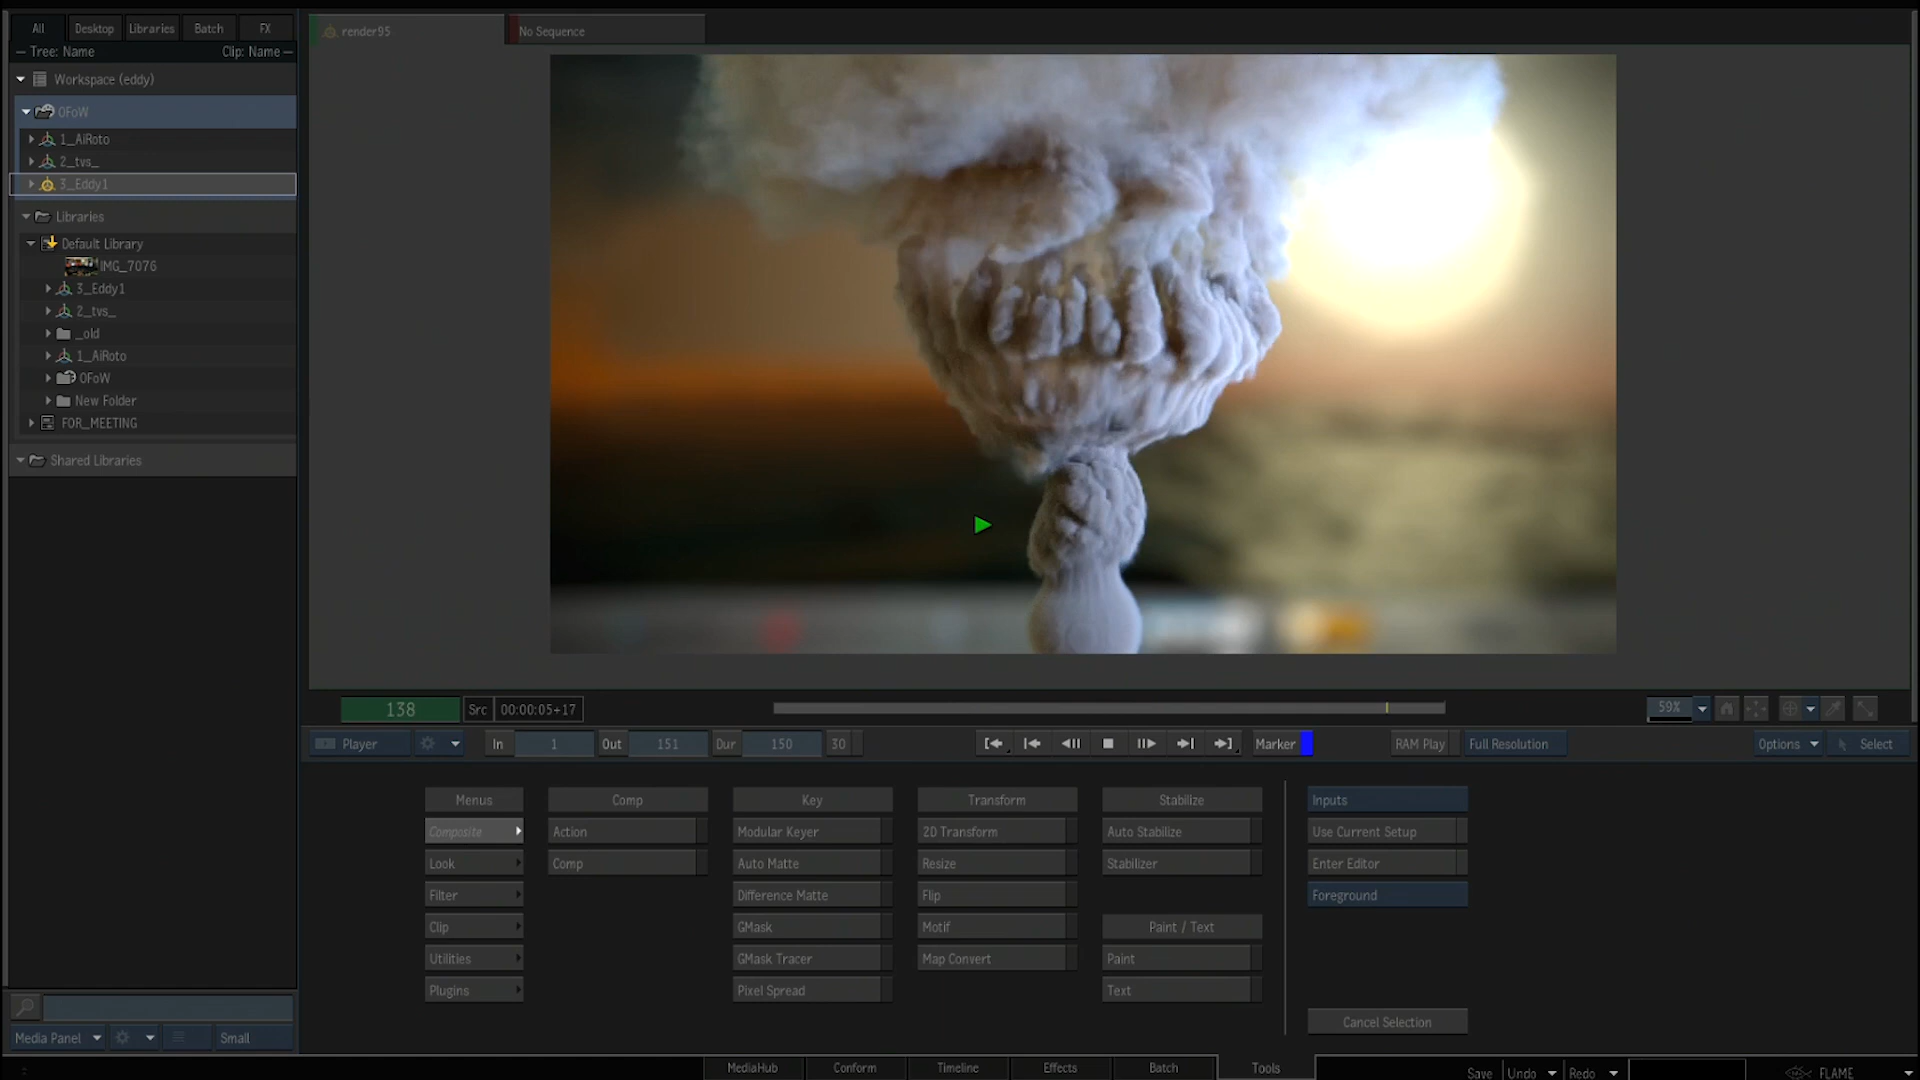 All Desktop Libraries Batch FX
Tree: Name Clip: Name
Workspace (eddy)
OFoW
1_AiRoto
2_tvs_
3_Eddy1
Libraries
Default Library
IMG_7076
3_Eddy1
2_tvs_
_old
1_AiRoto
OFoW
New Folder
FOR_MEETING
Shared Libraries
Media Panel Small
render95 No Sequence
138 Src 00:00:05+17 59%
Player In 1 Out 151 Dur 150 30 Marker RAM Play Full Resolution Options Select
Menus Comp Key Transform Stabilize Inputs
Composite Action Modular Keyer 2D Transform Auto Stabilize Use Current Setup
Look Comp Auto Matte Resize Stabilizer Enter Editor
Filter Difference Matte Flip Foreground
Clip GMask Motif Paint / Text
Utilities GMask Tracer Map Convert Paint
Plugins Pixel Spread Text
Cancel Selection
MediaHub Conform Timeline Effects Batch Tools Save Undo Redo FLAME